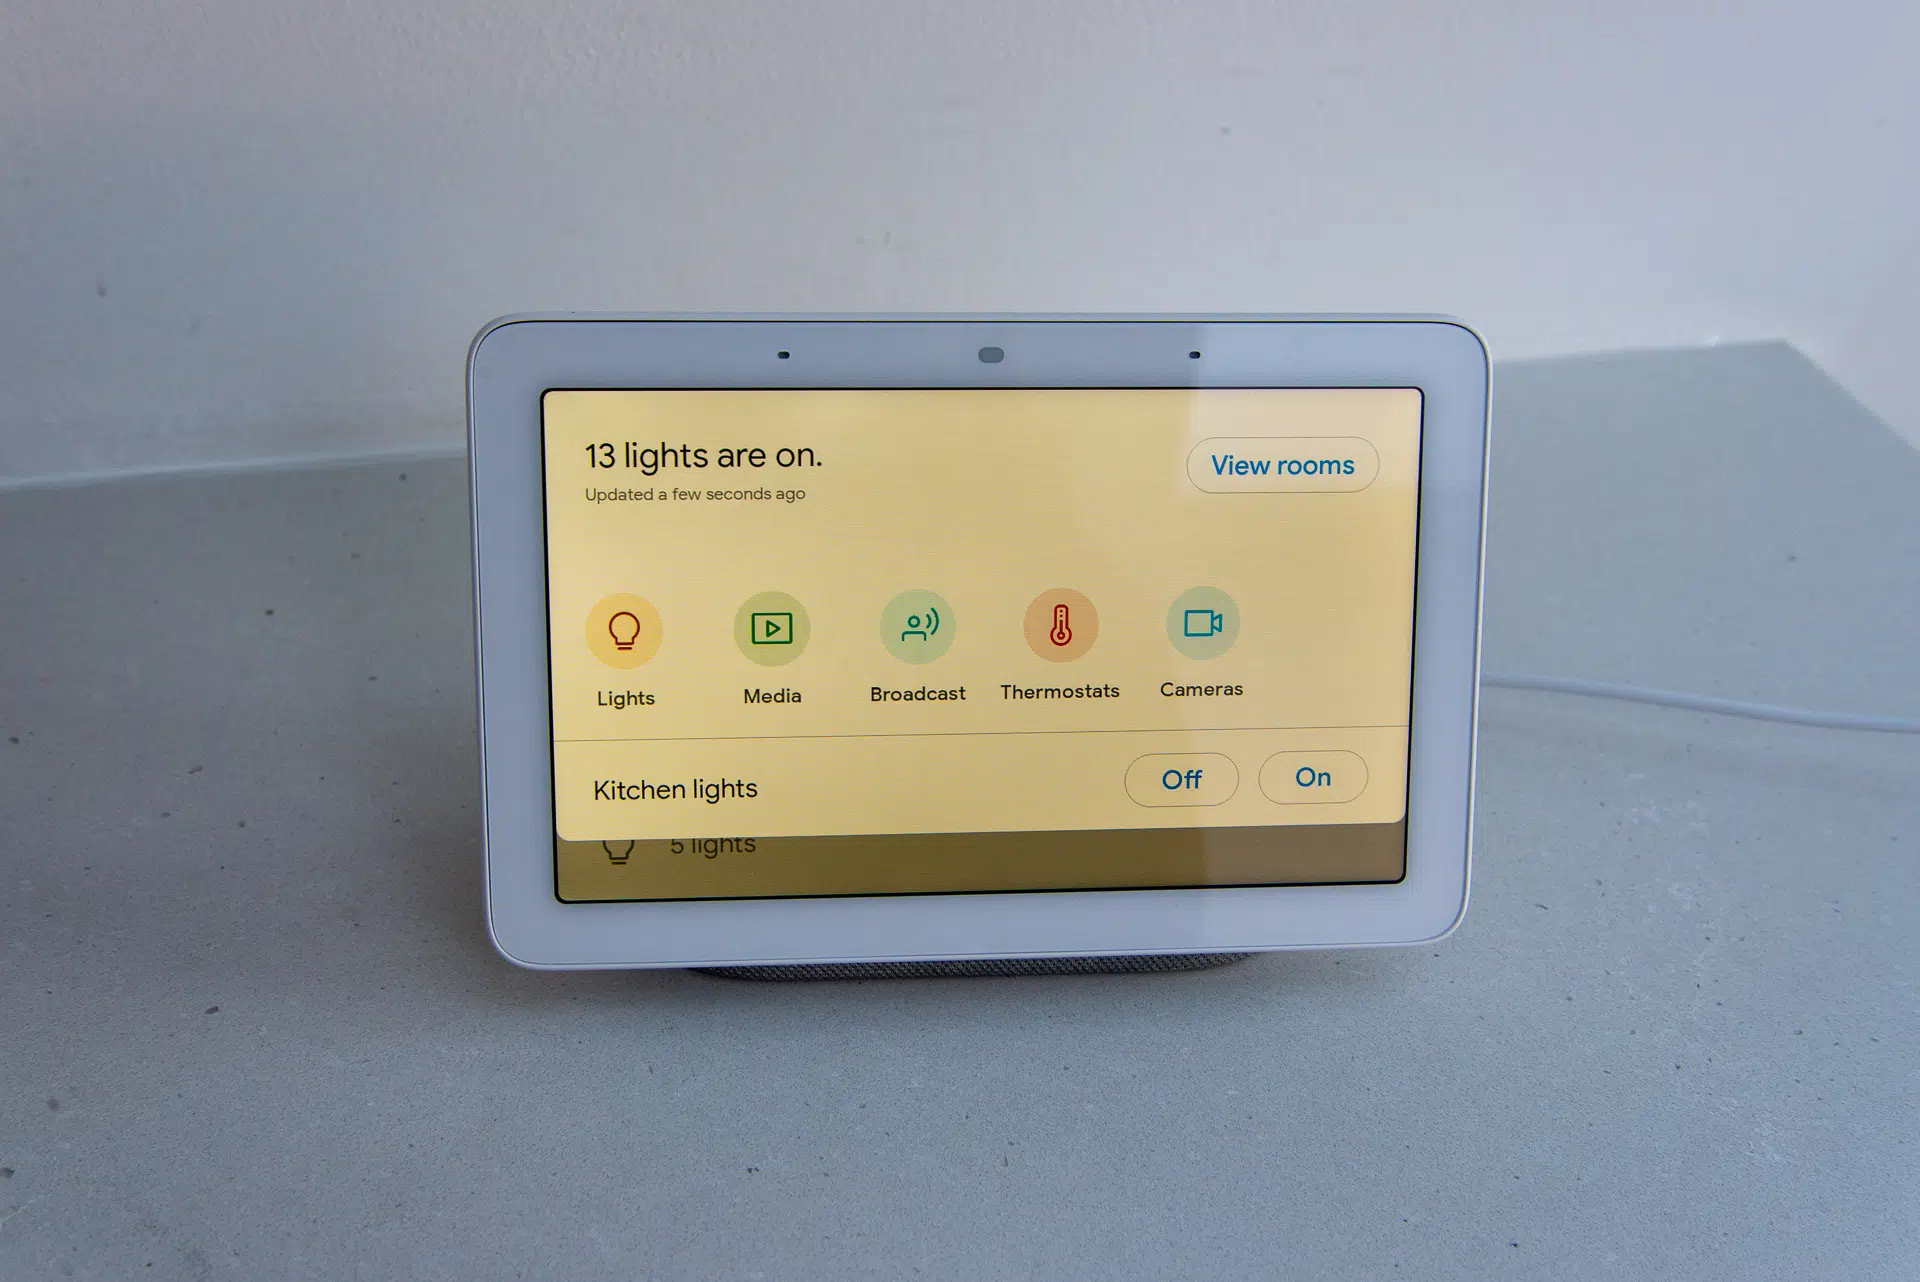 13 lights are on.
Updated a few seconds ago
View rooms
Lights
Media
Broadcast
Thermostats
Cameras
Kitchen lights
Off
On
5 lights